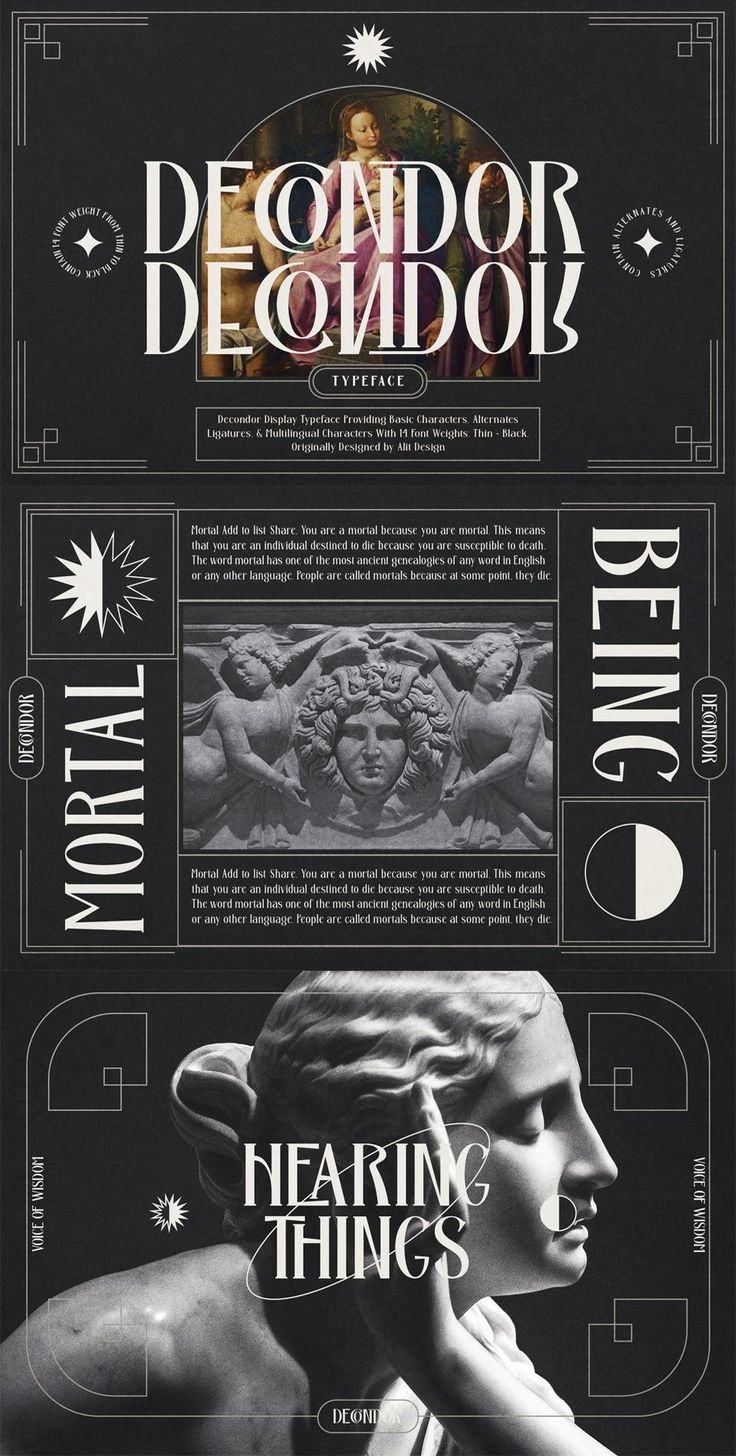 DECONDOR
DECONDOR
CONTAIN 14 FONT WEIGHT FROM THIN TO BLACK
CONTAIN ALTERNATES AND LIGATURES
TYPEFACE
Decondor Display Typeface Providing Basic Characters, Alternates
Ligatures, & Multilingual Characters With 14 Font Weights: Thin - Black.
Originally Designed by Alit Design
Mortal Add to list Share. You are a mortal because you are mortal. This means
that you are an individual destined to die because you are susceptible to death.
The word mortal has one of the most ancient genealogies of any word in English
or any other language. People are called mortals because at some point, they die.
DECONDOR
MORTAL
BEING
DECONDOR
Mortal Add to list Share. You are a mortal because you are mortal. This means
that you are an individual destined to die because you are susceptible to death.
The word mortal has one of the most ancient genealogies of any word in English
or any other language. People are called mortals because at some point, they die.
VOICE OF WISDOM
HEARING
THINGS
VOICE OF WISDOM
DECONDOR